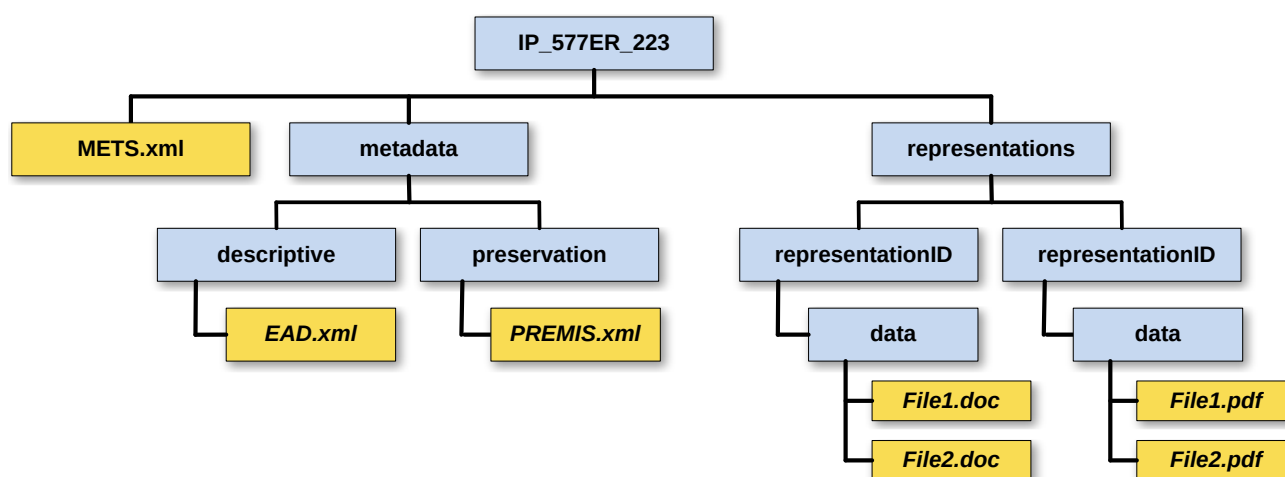 IP_577ER_223
METS.xml
metadata
representations
descriptive
preservation
representationID
representationID
EAD.xml
PREMIS.xml
data
data
File1.doc
File1.pdf
File2.doc
File2.pdf